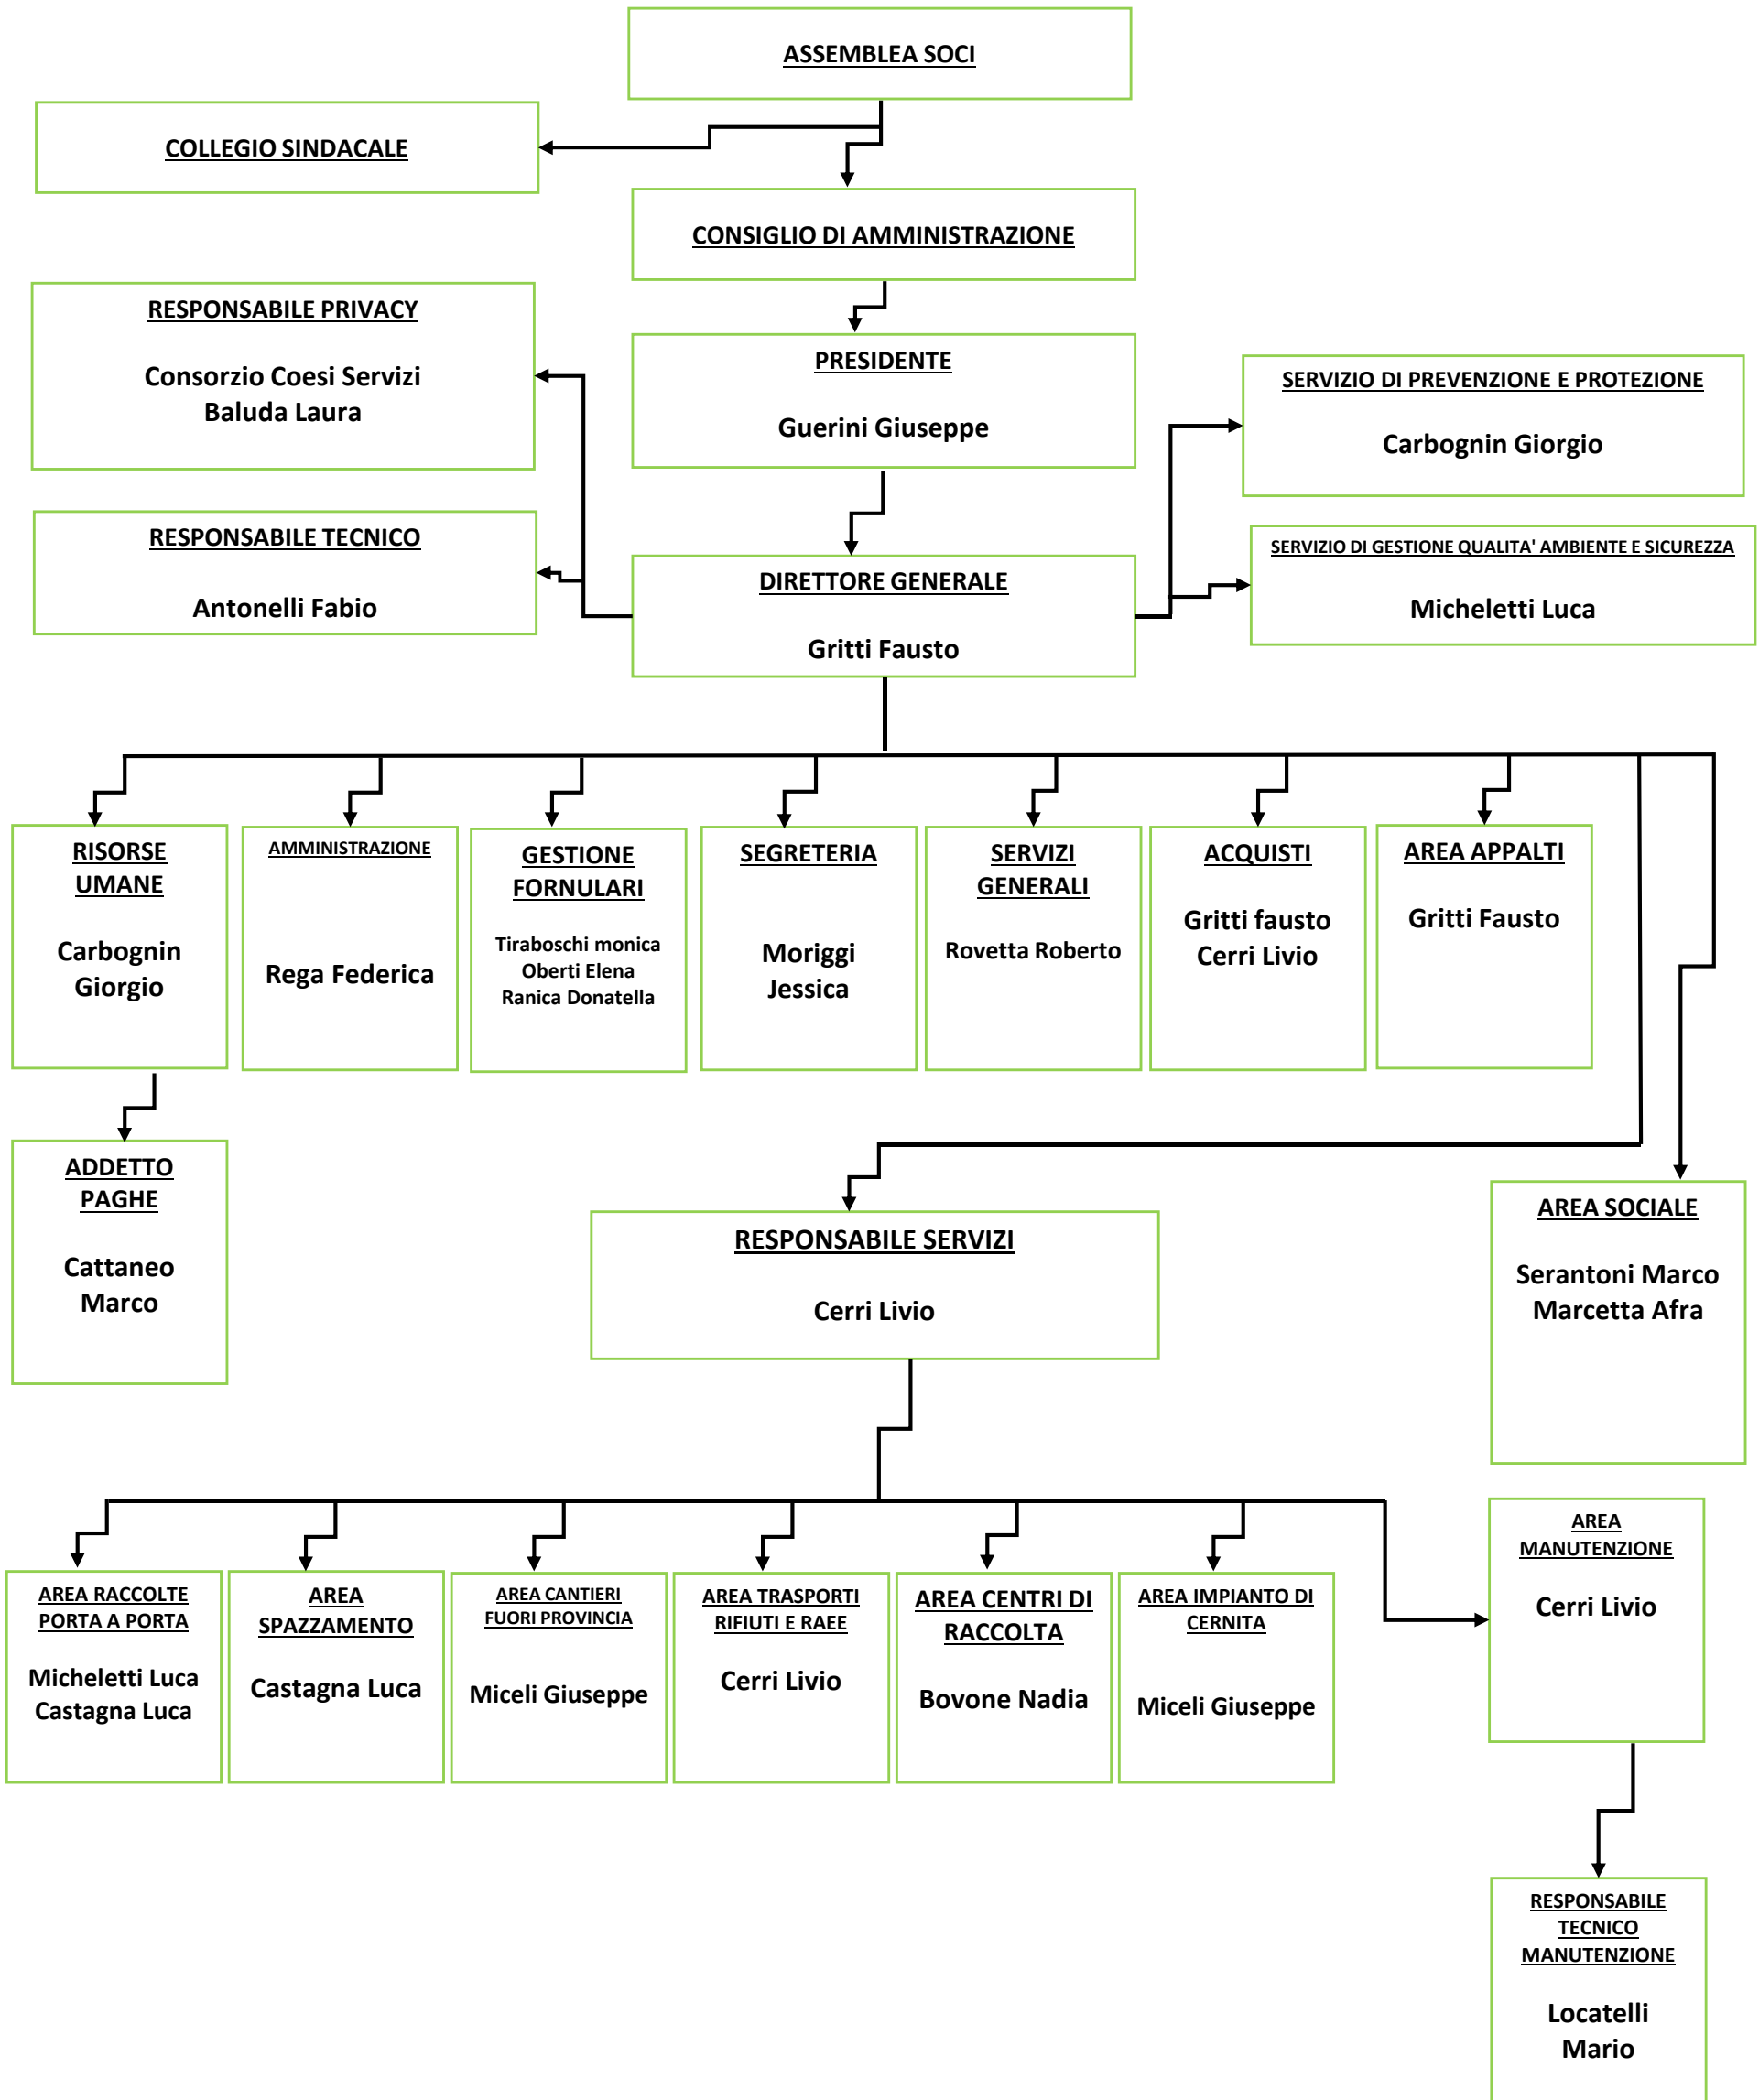 ASSEMBLEA SOCI
COLLEGIO SINDACALE
CONSIGLIO DI AMMINISTRAZIONE
RESPONSABILE PRIVACY
Consorzio Coesi Servizi
Baluda Laura
PRESIDENTE
Guerini Giuseppe
SERVIZIO DI PREVENZIONE E PROTEZIONE
Carbognin Giorgio
RESPONSABILE TECNICO
Antonelli Fabio
DIRETTORE GENERALE
Gritti Fausto
SERVIZIO DI GESTIONE QUALITA' AMBIENTE E SICUREZZA
Micheletti Luca
RISORSE
UMANE
Carbognin
Giorgio
AMMINISTRAZIONE
Rega Federica
GESTIONE
FORNULARI
Tiraboschi monica
Oberti Elena
Ranica Donatella
SEGRETERIA
Moriggi
Jessica
SERVIZI
GENERALI
Rovetta Roberto
ACQUISTI
Gritti fausto
Cerri Livio
AREA APPALTI
Gritti Fausto
ADDETTO
PAGHE
Cattaneo
Marco
RESPONSABILE SERVIZI
Cerri Livio
AREA SOCIALE
Serantoni Marco
Marcetta Afra
AREA RACCOLTE
PORTA A PORTA
Micheletti Luca
Castagna Luca
AREA
SPAZZAMENTO
Castagna Luca
AREA CANTIERI
FUORI PROVINCIA
Miceli Giuseppe
AREA TRASPORTI
RIFIUTI E RAEE
Cerri Livio
AREA CENTRI DI
RACCOLTA
Bovone Nadia
AREA IMPIANTO DI
CERNITA
Miceli Giuseppe
AREA
MANUTENZIONE
Cerri Livio
RESPONSABILE
TECNICO
MANUTENZIONE
Locatelli
Mario